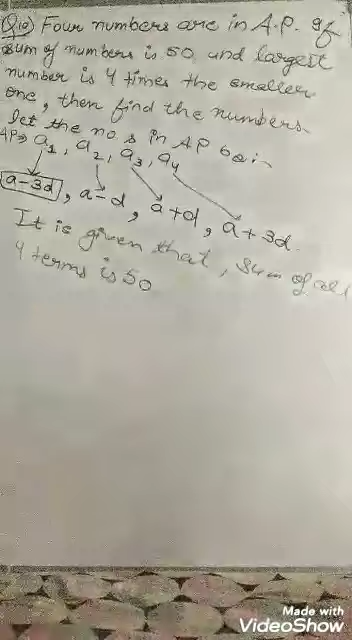 Q10) Four numbers are in A.P. If
sum of numbers is 50 and largest
number is 4 times the smaller
one, then find the numbers.
let the no s in AP be:-
AP→ a1, a2, a3, a4
a-3d, a-d, a+d, a+3d.
It is given that, sum of all
4 terms is 50
Made with
VideoShow